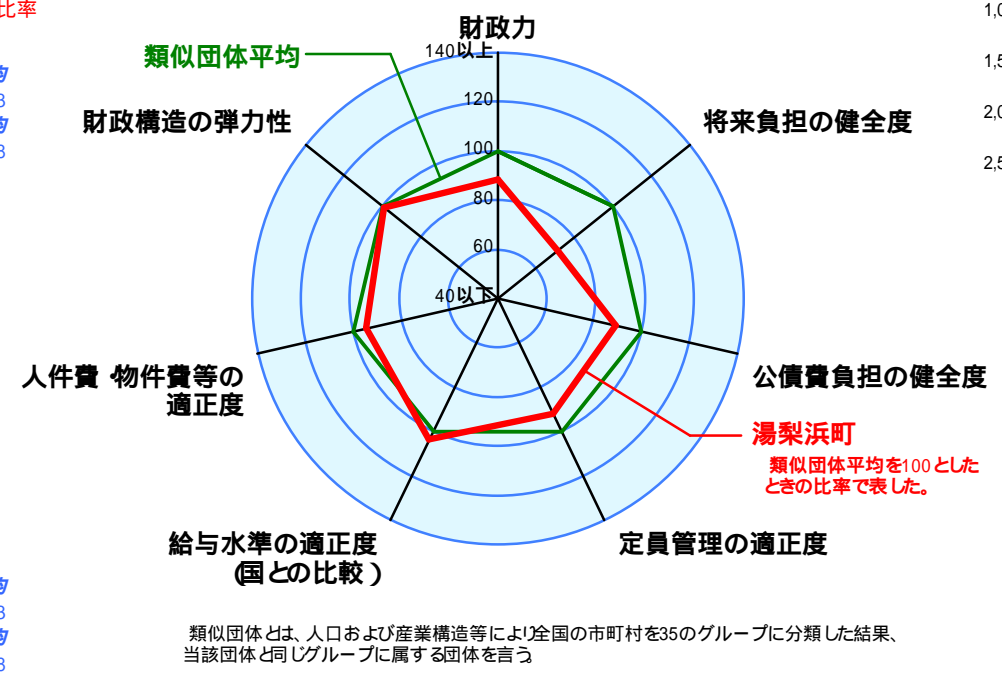 比率
財政力
140以上
類似団体平均
財政構造の弾力性
将来負担の健全度
120
100
80
60
40以下
人件費・物件費等の
適正度
公債費負担の健全度
湯梨浜町
類似団体平均を100とした
ときの比率で表した。
給与水準の適正度
(国との比較)
定員管理の適正度
類似団体とは、人口および産業構造等により全国の市町村を35のグループに分類した結果、
当該団体と同じグループに属する団体を言う